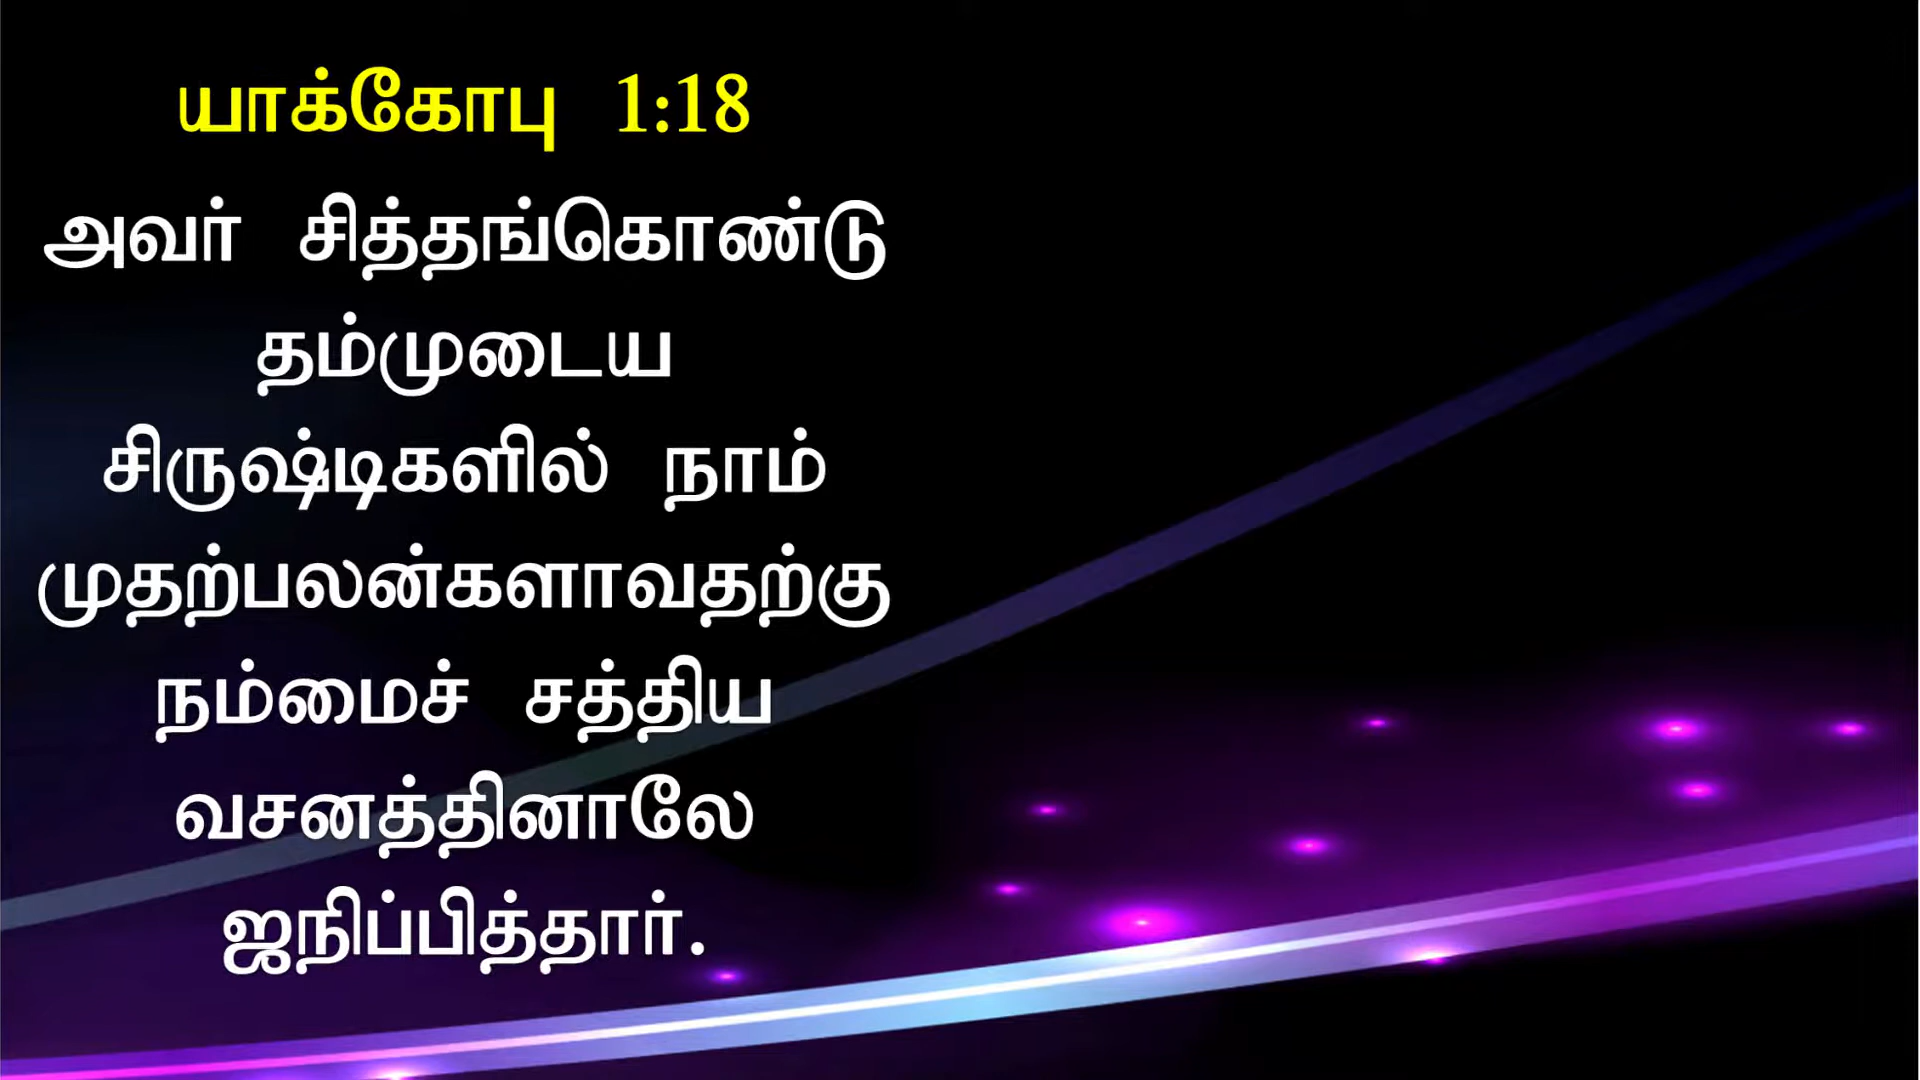 யாக்கோபு 1:18
அவர் சித்தங்கொண்டு
தம்முடைய
சிருஷ்டிகளில் நாம்
முதற்பலன்களாவதற்கு
நம்மைச் சத்திய
வசனத்தினாலே
ஜநிப்பித்தார்.